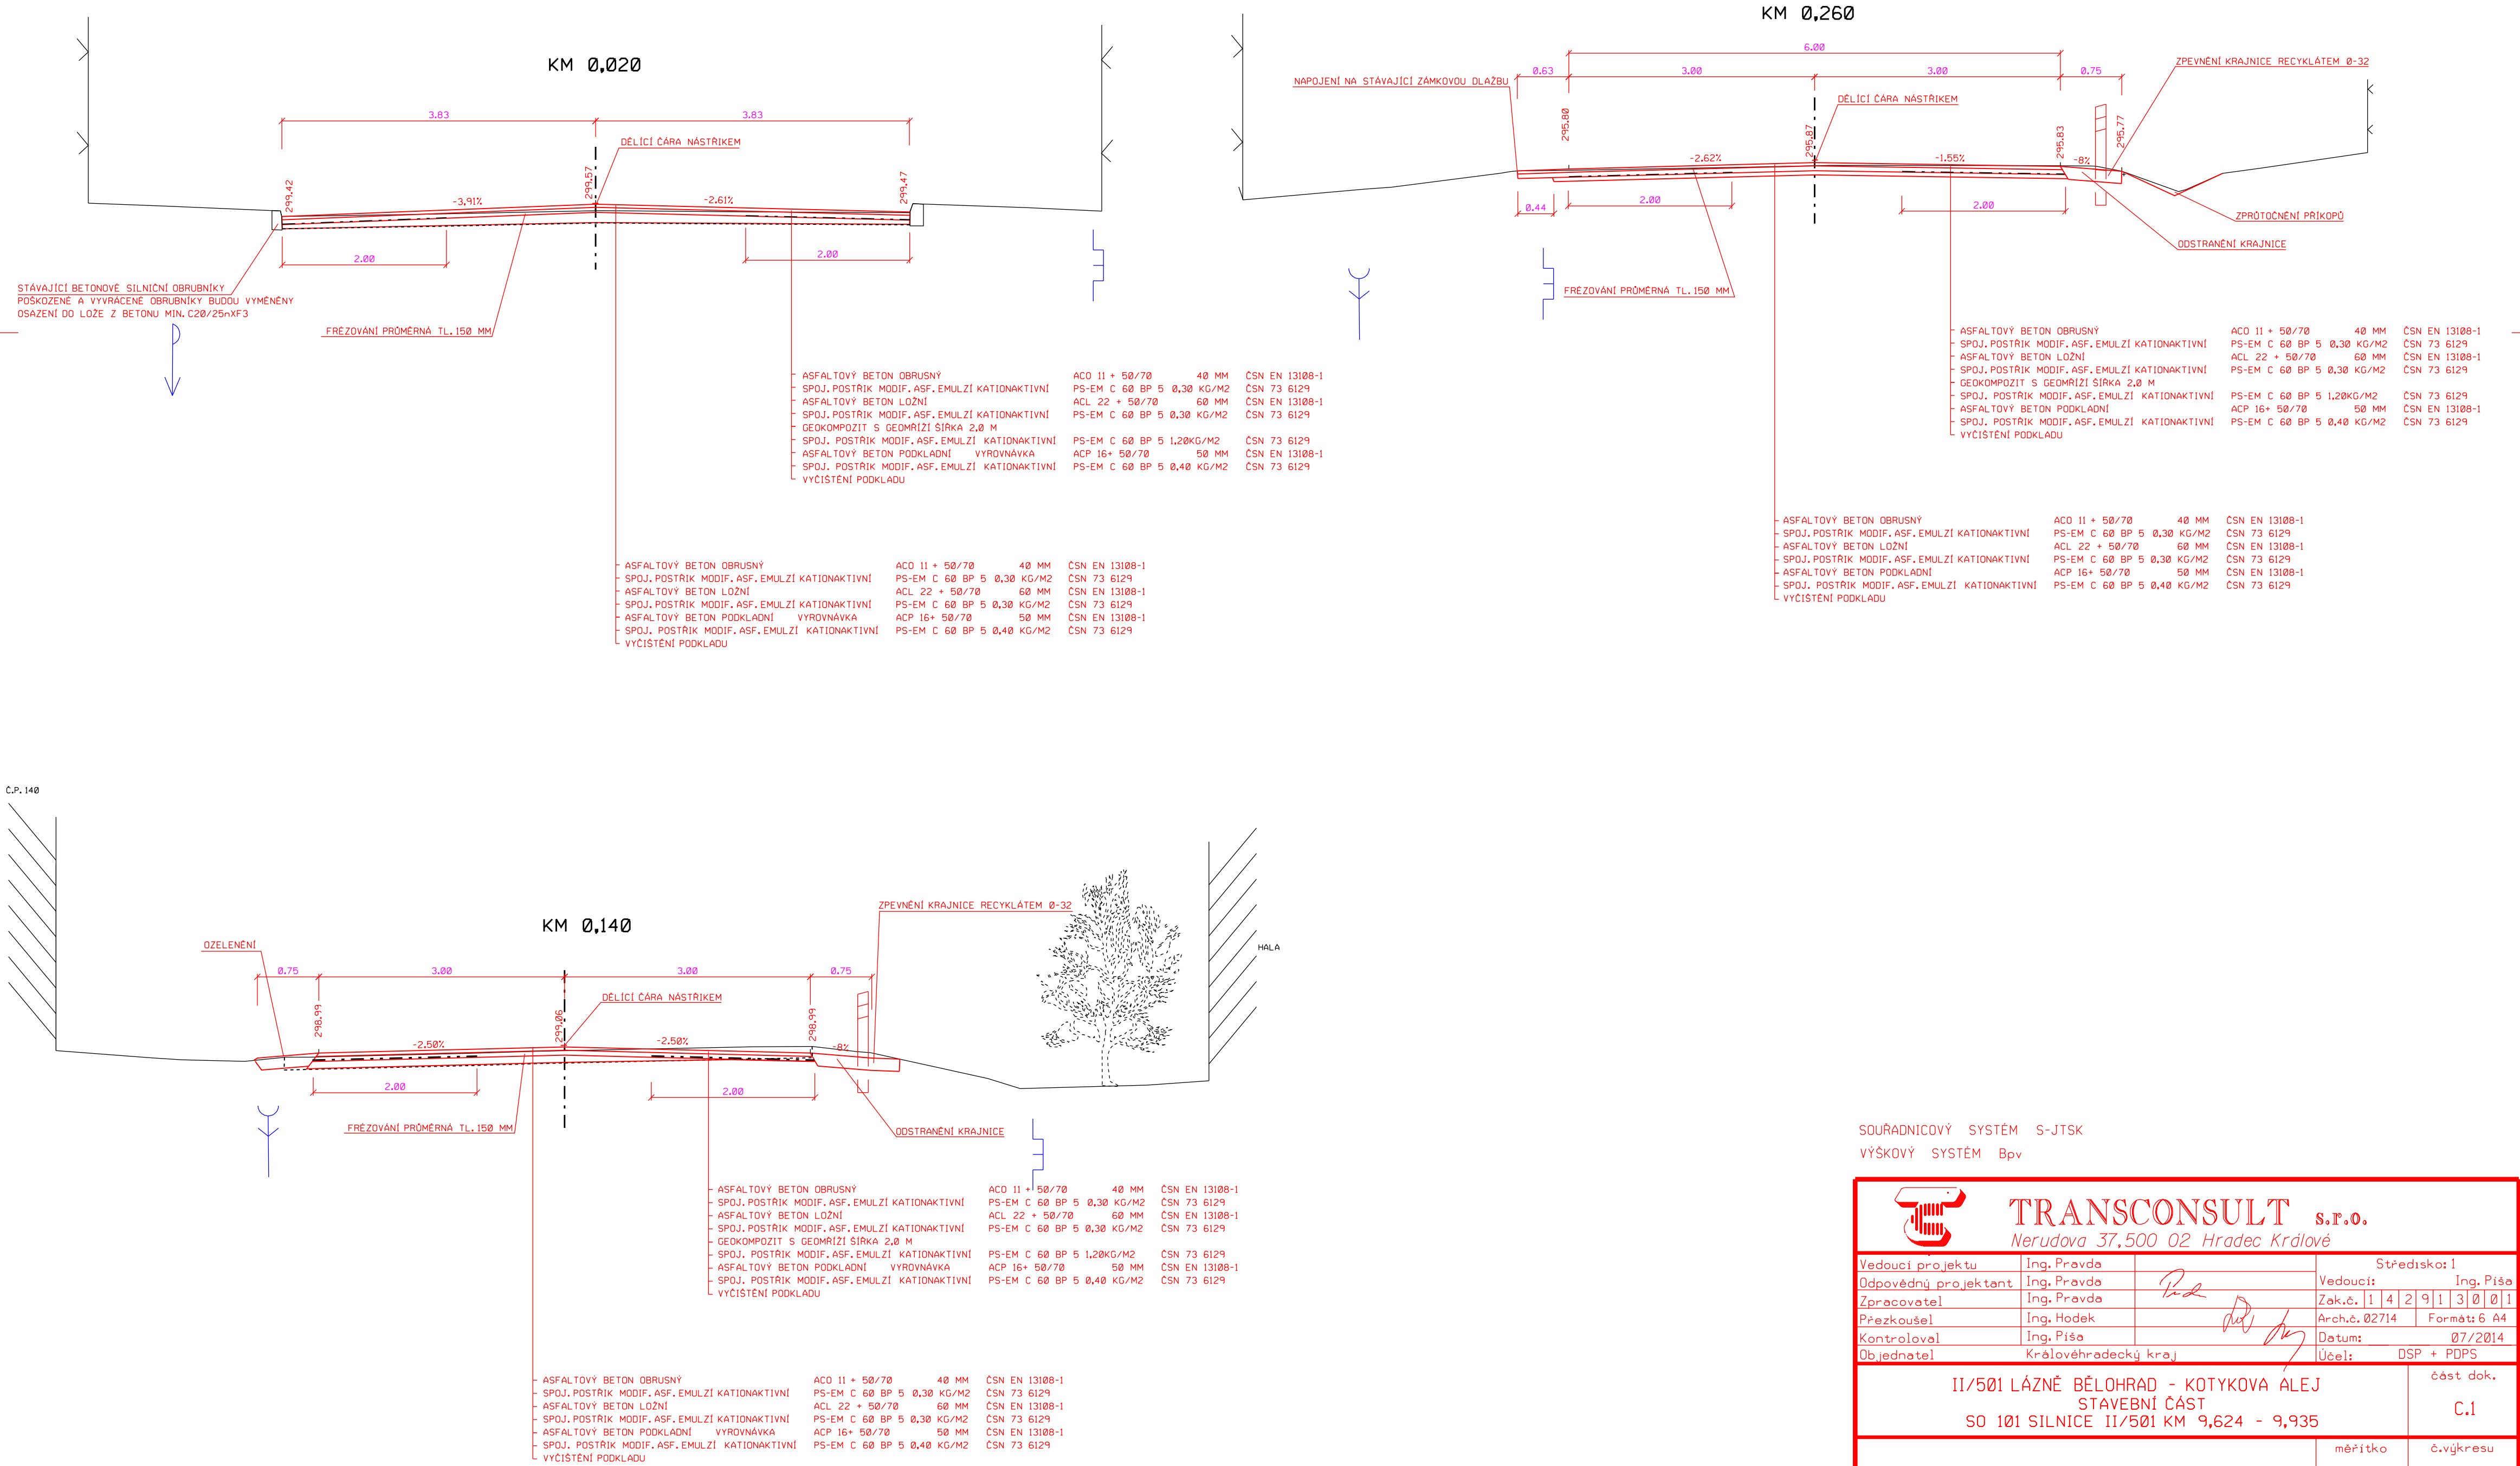 KM 0,020
3.83
3.83
DĚLÍCÍ ČÁRA NÁSTŘIKEM
299.42
-3,91%
299.57
-2.61%
299.47
2.00
2.00
STÁVAJÍCÍ BETONOVÉ SILNIČNÍ OBRUBNÍKY
POŠKOZENÉ A VYVRÁCENÉ OBRUBNÍKY BUDOU VYMĚNĚNY
OSAZENÍ DO LOŽE Z BETONU MIN. C20/25nXF3
FRÉZOVÁNÍ PRŮMĚRNÁ TL. 150 MM
ASFALTOVÝ BETON OBRUSNÝ ACO 11 + 50/70 40 MM ČSN EN 13108-1
SPOJ. POSTŘIK MODIF. ASF. EMULZÍ KATIONAKTIVNÍ PS-EM C 60 BP 5 0,30 KG/M2 ČSN 73 6129
ASFALTOVÝ BETON LOŽNÍ ACL 22 + 50/70 60 MM ČSN EN 13108-1
SPOJ. POSTŘIK MODIF. ASF. EMULZÍ KATIONAKTIVNÍ PS-EM C 60 BP 5 0,30 KG/M2 ČSN 73 6129
GEOKOMPOZIT S GEOMŘÍŽÍ ŠÍŘKA 2,0 M
SPOJ. POSTŘIK MODIF. ASF. EMULZÍ KATIONAKTIVNÍ PS-EM C 60 BP 5 1,20KG/M2 ČSN 73 6129
ASFALTOVÝ BETON PODKLADNÍ VYROVNÁVKA ACP 16+ 50/70 50 MM ČSN EN 13108-1
SPOJ. POSTŘIK MODIF. ASF. EMULZÍ KATIONAKTIVNÍ PS-EM C 60 BP 5 0,40 KG/M2 ČSN 73 6129
VYČIŠTĚNÍ PODKLADU
ASFALTOVÝ BETON OBRUSNÝ ACO 11 + 50/70 40 MM ČSN EN 13108-1
SPOJ. POSTŘIK MODIF. ASF. EMULZÍ KATIONAKTIVNÍ PS-EM C 60 BP 5 0,30 KG/M2 ČSN 73 6129
ASFALTOVÝ BETON LOŽNÍ ACL 22 + 50/70 60 MM ČSN EN 13108-1
SPOJ. POSTŘIK MODIF. ASF. EMULZÍ KATIONAKTIVNÍ PS-EM C 60 BP 5 0,30 KG/M2 ČSN 73 6129
ASFALTOVÝ BETON PODKLADNÍ VYROVNÁVKA ACP 16+ 50/70 50 MM ČSN EN 13108-1
SPOJ. POSTŘIK MODIF. ASF. EMULZÍ KATIONAKTIVNÍ PS-EM C 60 BP 5 0,40 KG/M2 ČSN 73 6129
VYČIŠTĚNÍ PODKLADU
KM 0,260
6.00
0.63
3.00
3.00
0.75
NAPOJENÍ NA STÁVAJÍCÍ ZÁMKOVOU DLAŽBU
ZPEVNĚNÍ KRAJNICE RECYKLÁTEM 0-32
DĚLÍCÍ ČÁRA NÁSTŘIKEM
295.80
295.87
295.83
295.77
-2.62%
-1.55%
-8%
0.44
2.00
2.00
ZPRŮTOČNĚNÍ PŘÍKOPŮ
ODSTRANĚNÍ KRAJNICE
FRÉZOVÁNÍ PRŮMĚRNÁ TL. 150 MM
ASFALTOVÝ BETON OBRUSNÝ ACO 11 + 50/70 40 MM ČSN EN 13108-1
SPOJ. POSTŘIK MODIF. ASF. EMULZÍ KATIONAKTIVNÍ PS-EM C 60 BP 5 0,30 KG/M2 ČSN 73 6129
ASFALTOVÝ BETON LOŽNÍ ACL 22 + 50/70 60 MM ČSN EN 13108-1
SPOJ. POSTŘIK MODIF. ASF. EMULZÍ KATIONAKTIVNÍ PS-EM C 60 BP 5 0,30 KG/M2 ČSN 73 6129
GEOKOMPOZIT S GEOMŘÍŽÍ ŠÍŘKA 2,0 M
SPOJ. POSTŘIK MODIF. ASF. EMULZÍ KATIONAKTIVNÍ PS-EM C 60 BP 5 1,20KG/M2 ČSN 73 6129
ASFALTOVÝ BETON PODKLADNÍ ACP 16+ 50/70 50 MM ČSN EN 13108-1
SPOJ. POSTŘIK MODIF. ASF. EMULZÍ KATIONAKTIVNÍ PS-EM C 60 BP 5 0,40 KG/M2 ČSN 73 6129
VYČIŠTĚNÍ PODKLADU
ASFALTOVÝ BETON OBRUSNÝ ACO 11 + 50/70 40 MM ČSN EN 13108-1
SPOJ. POSTŘIK MODIF. ASF. EMULZÍ KATIONAKTIVNÍ PS-EM C 60 BP 5 0,30 KG/M2 ČSN 73 6129
ASFALTOVÝ BETON LOŽNÍ ACL 22 + 50/70 60 MM ČSN EN 13108-1
SPOJ. POSTŘIK MODIF. ASF. EMULZÍ KATIONAKTIVNÍ PS-EM C 60 BP 5 0,30 KG/M2 ČSN 73 6129
ASFALTOVÝ BETON PODKLADNÍ ACP 16+ 50/70 50 MM ČSN EN 13108-1
SPOJ. POSTŘIK MODIF. ASF. EMULZÍ KATIONAKTIVNÍ PS-EM C 60 BP 5 0,40 KG/M2 ČSN 73 6129
VYČIŠTĚNÍ PODKLADU
Č.P. 140
KM 0,140
ZPEVNĚNÍ KRAJNICE RECYKLÁTEM 0-32
OZELENĚNÍ
HALA
0.75
3.00
3.00
0.75
DĚLÍCÍ ČÁRA NÁSTŘIKEM
298.99
299.06
298.99
-2.50%
-2.50%
-8%
2.00
2.00
FRÉZOVÁNÍ PRŮMĚRNÁ TL. 150 MM
ODSTRANĚNÍ KRAJNICE
ASFALTOVÝ BETON OBRUSNÝ ACO 11 + 50/70 40 MM ČSN EN 13108-1
SPOJ. POSTŘIK MODIF. ASF. EMULZÍ KATIONAKTIVNÍ PS-EM C 60 BP 5 0,30 KG/M2 ČSN 73 6129
ASFALTOVÝ BETON LOŽNÍ ACL 22 + 50/70 60 MM ČSN EN 13108-1
SPOJ. POSTŘIK MODIF. ASF. EMULZÍ KATIONAKTIVNÍ PS-EM C 60 BP 5 0,30 KG/M2 ČSN 73 6129
GEOKOMPOZIT S GEOMŘÍŽÍ ŠÍŘKA 2,0 M
SPOJ. POSTŘIK MODIF. ASF. EMULZÍ KATIONAKTIVNÍ PS-EM C 60 BP 5 1,20KG/M2 ČSN 73 6129
ASFALTOVÝ BETON PODKLADNÍ VYROVNÁVKA ACP 16+ 50/70 50 MM ČSN EN 13108-1
SPOJ. POSTŘIK MODIF. ASF. EMULZÍ KATIONAKTIVNÍ PS-EM C 60 BP 5 0,40 KG/M2 ČSN 73 6129
VYČIŠTĚNÍ PODKLADU
ASFALTOVÝ BETON OBRUSNÝ ACO 11 + 50/70 40 MM ČSN EN 13108-1
SPOJ. POSTŘIK MODIF. ASF. EMULZÍ KATIONAKTIVNÍ PS-EM C 60 BP 5 0,30 KG/M2 ČSN 73 6129
ASFALTOVÝ BETON LOŽNÍ ACL 22 + 50/70 60 MM ČSN EN 13108-1
SPOJ. POSTŘIK MODIF. ASF. EMULZÍ KATIONAKTIVNÍ PS-EM C 60 BP 5 0,30 KG/M2 ČSN 73 6129
ASFALTOVÝ BETON PODKLADNÍ VYROVNÁVKA ACP 16+ 50/70 50 MM ČSN EN 13108-1
SPOJ. POSTŘIK MODIF. ASF. EMULZÍ KATIONAKTIVNÍ PS-EM C 60 BP 5 0,40 KG/M2 ČSN 73 6129
VYČIŠTĚNÍ PODKLADU
SOUŘADNICOVÝ SYSTÉM S-JTSK
VÝŠKOVÝ SYSTÉM Bpv
TRANSCONSULT s.r.o.
Nerudova 37,500 02 Hradec Králové
Vedoucí projektu Ing. Pravda Středisko: 1
Odpovědný projektant Ing. Pravda Vedoucí: Ing. Píša
Zpracovatel Ing. Pravda Zak.č. 1 4 2 9 1 3 0 0 1
Přezkoušel Ing. Hodek Arch.č. 02714 Formát: 6 A4
Kontroloval Ing. Píša Datum: 07/2014
Objednatel Královéhradecký kraj Účel: DSP + PDPS
II/501 LÁZNĚ BĚLOHRAD - KOTYKOVA ALEJ
STAVEBNÍ ČÁST
SO 101 SILNICE II/501 KM 9,624 - 9,935
část dok.
C.1
měřítko č.výkresu